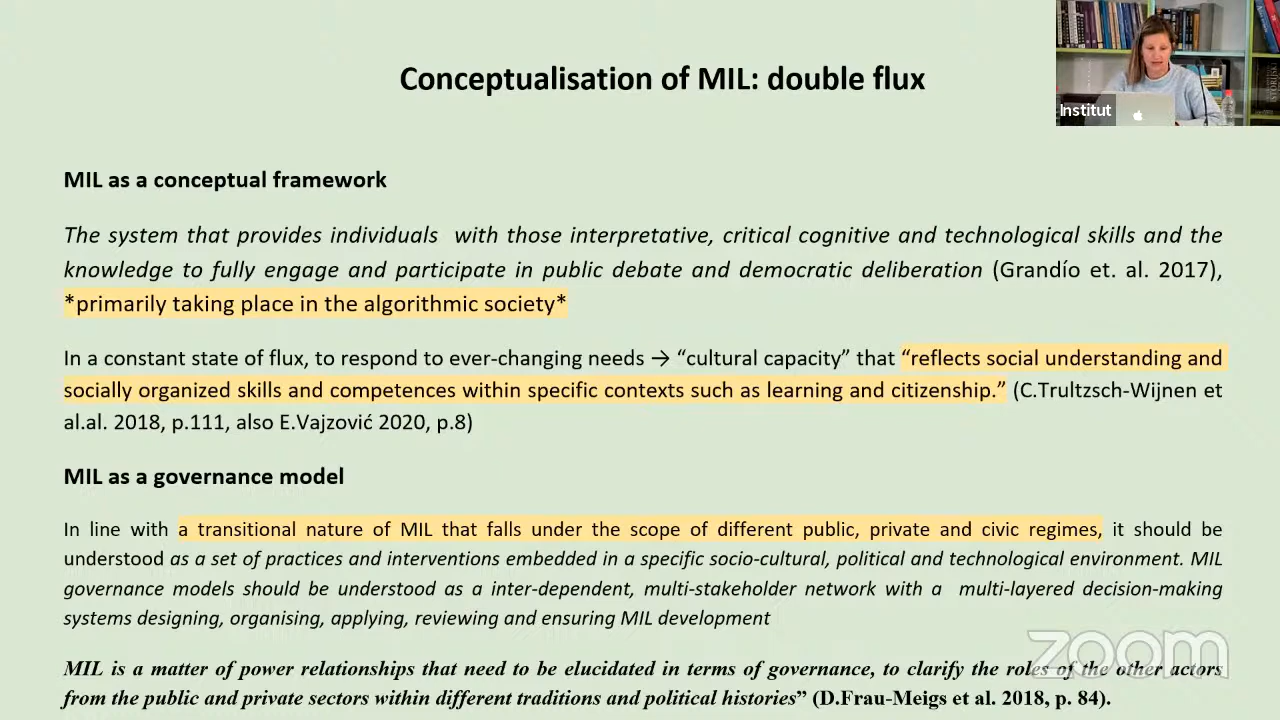 Conceptualisation of MIL: double flux
Institut
MIL as a conceptual framework
The system that provides individuals with those interpretative, critical cognitive and technological skills and the
knowledge to fully engage and participate in public debate and democratic deliberation (Grandío et. al. 2017),
*primarily taking place in the algorithmic society*
In a constant state of flux, to respond to ever-changing needs → “cultural capacity” that “reflects social understanding and
socially organized skills and competences within specific contexts such as learning and citizenship.” (C.Trultzsch-Wijnen et
al.al. 2018, p.111, also E.Vajzović 2020, p.8)
MIL as a governance model
In line with a transitional nature of MIL that falls under the scope of different public, private and civic regimes, it should be
understood as a set of practices and interventions embedded in a specific socio-cultural, political and technological environment. MIL
governance models should be understood as a inter-dependent, multi-stakeholder network with a multi-layered decision-making
systems designing, organising, applying, reviewing and ensuring MIL development
zoom
MIL is a matter of power relationships that need to be elucidated in terms of governance, to clarify the roles of the other actors
from the public and private sectors within different traditions and political histories” (D.Frau-Meigs et al. 2018, p. 84).